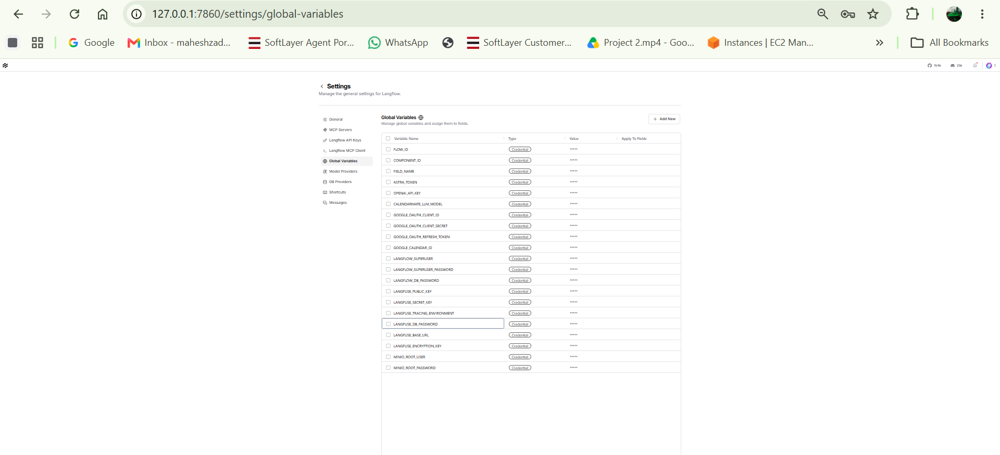 127.0.0.1:7860/settings/global-variables
Google
Inbox - maheshzad...
SoftLayer Agent Por...
WhatsApp
SoftLayer Customer...
Project 2.mp4 - Goo...
Instances | EC2 Man...
All Bookmarks
154k
25k
Settings
Manage the general settings for Langflow.
General
MCP Servers
Langflow API Keys
Langflow MCP Client
Global Variables
Model Providers
DB Providers
Shortcuts
Messages
Global Variables
Manage global variables and assign them to fields.
Add New
Variable Name Type Value Apply To Fields
FLOW_ID Credential *****
COMPONENT_ID Credential *****
FIELD_NAME Credential *****
ASTRA_TOKEN Credential *****
OPENAI_API_KEY Credential *****
CALENDARMATE_LLM_MODEL Credential *****
GOOGLE_OAUTH_CLIENT_ID Credential *****
GOOGLE_OAUTH_CLIENT_SECRET Credential *****
GOOGLE_OAUTH_REFRESH_TOKEN Credential *****
GOOGLE_CALENDAR_ID Credential *****
LANGFLOW_SUPERUSER Credential *****
LANGFLOW_SUPERUSER_PASSWORD Credential *****
LANGFLOW_DB_PASSWORD Credential *****
LANGFUSE_PUBLIC_KEY Credential *****
LANGFUSE_SECRET_KEY Credential *****
LANGFUSE_TRACING_ENVIRONMENT Credential *****
LANGFUSE_DB_PASSWORD Credential *****
LANGFUSE_BASE_URL Credential *****
LANGFUSE_ENCRYPTION_KEY Credential *****
MINIO_ROOT_USER Credential *****
MINIO_ROOT_PASSWORD Credential *****